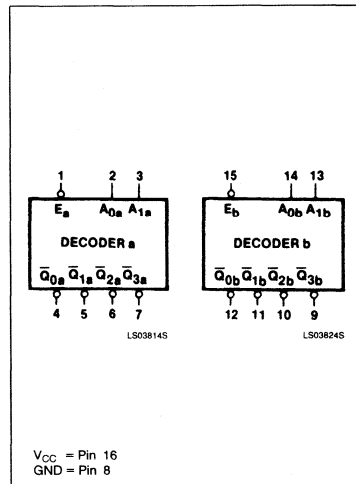 1 2 3 15 14 13
E̅a A0a A1a Eb A0b A1b
DECODER a DECODER b
Q̅0a Q̅1a Q̅2a Q̅3a Q̅0b Q̅1b Q̅2b Q̅3b
4 5 6 7 12 11 10 9
LS03814S LS03824S
VCC = Pin 16
GND = Pin 8